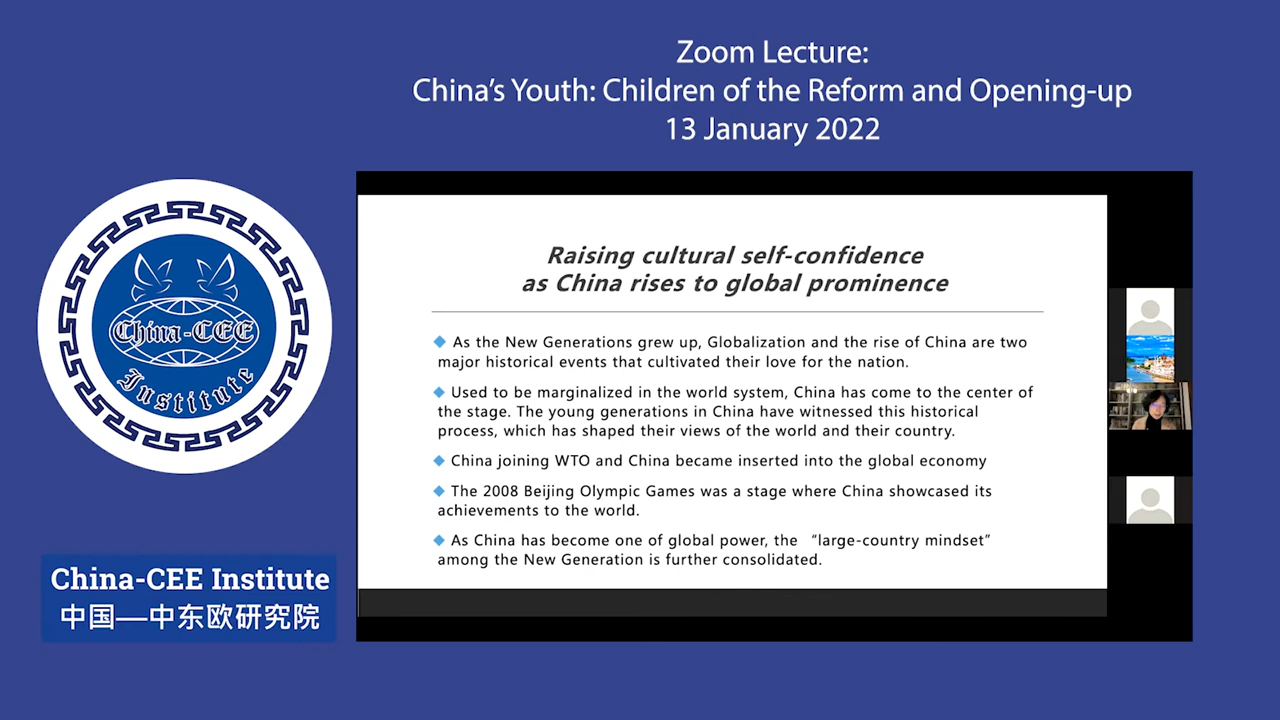 Zoom Lecture:
China's Youth: Children of the Reform and Opening-up
13 January 2022
China-CEE
Institute
China-CEE Institute
中国—中东欧研究院
Raising cultural self-confidence
as China rises to global prominence
As the New Generations grew up, Globalization and the rise of China are two
major historical events that cultivated their love for the nation.
Used to be marginalized in the world system, China has come to the center of
the stage. The young generations in China have witnessed this historical
process, which has shaped their views of the world and their country.
China joining WTO and China became inserted into the global economy
The 2008 Beijing Olympic Games was a stage where China showcased its
achievements to the world.
As China has become one of global power, the “large-country mindset”
among the New Generation is further consolidated.